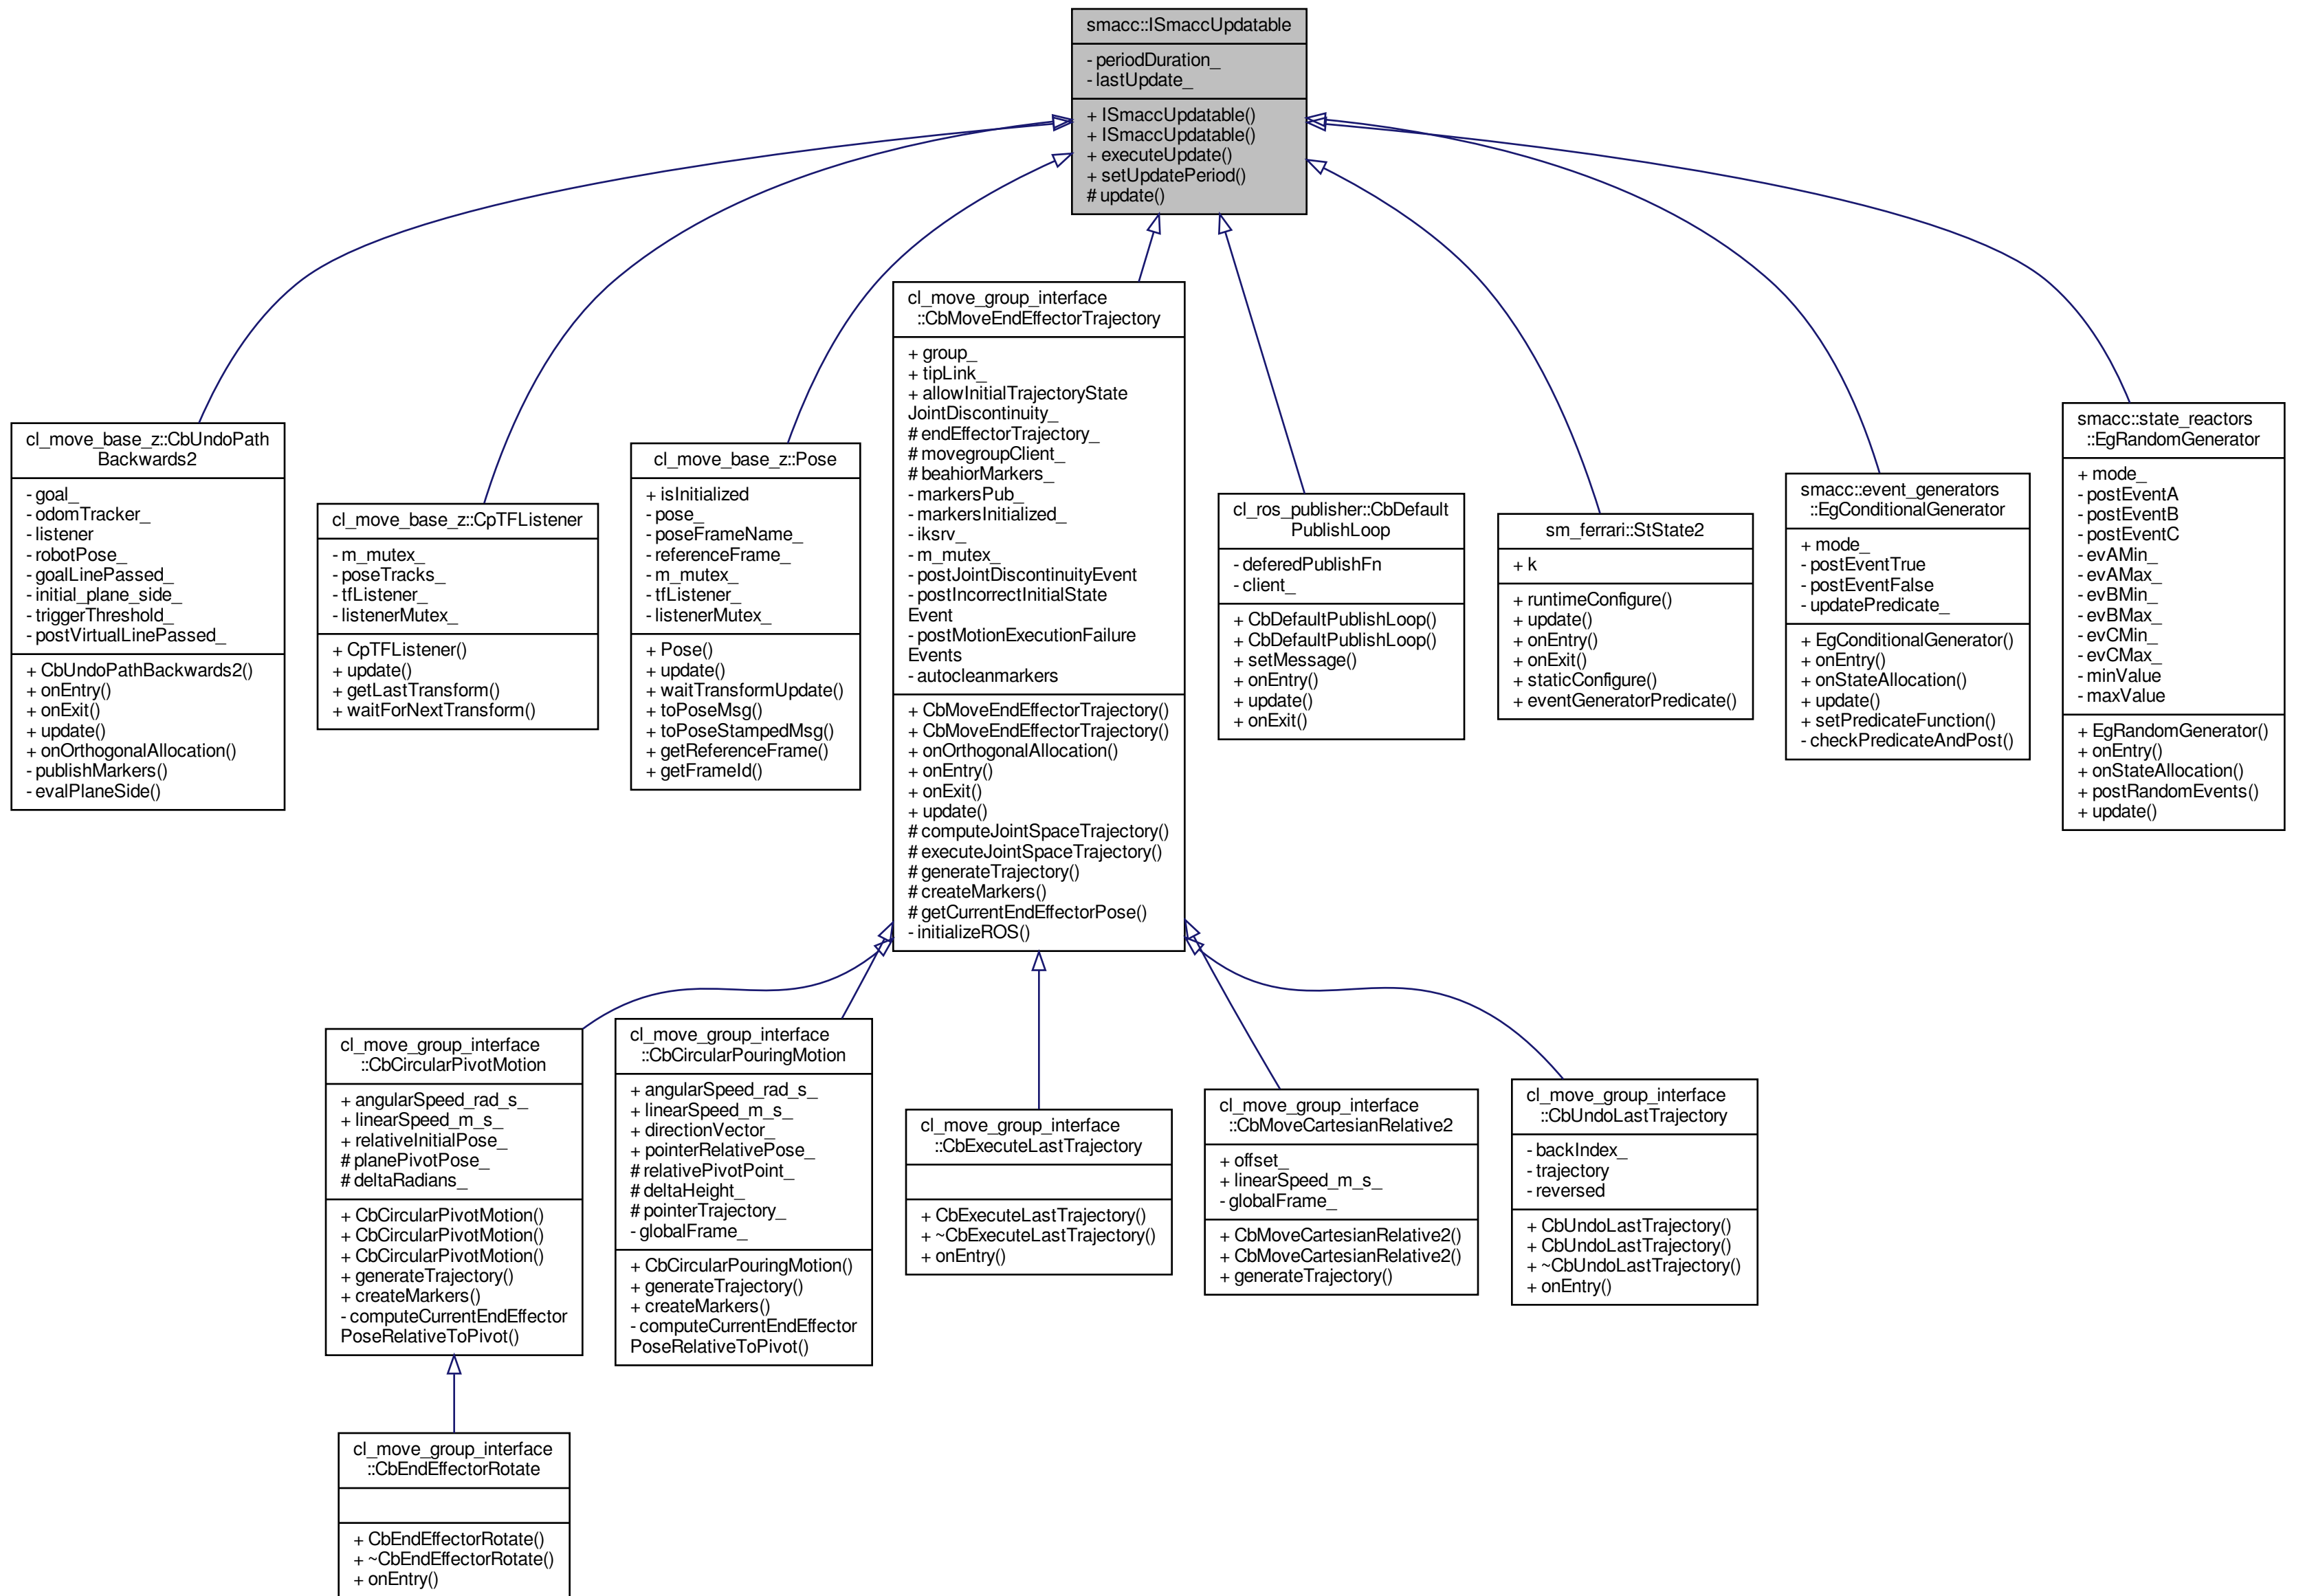 smacc::ISmaccUpdatable
- periodDuration_
- lastUpdate_
+ ISmaccUpdatable()
+ ISmaccUpdatable()
+ executeUpdate()
+ setUpdatePeriod()
# update()
cl_move_base_z::CbUndoPath
Backwards2
- goal_
- odomTracker_
- listener
- robotPose_
- goalLinePassed_
- initial_plane_side_
- triggerThreshold_
- postVirtualLinePassed_
+ CbUndoPathBackwards2()
+ onEntry()
+ onExit()
+ update()
+ onOrthogonalAllocation()
- publishMarkers()
- evalPlaneSide()
cl_move_base_z::CpTFListener
- m_mutex_
- poseTracks_
- tfListener_
- listenerMutex_
+ CpTFListener()
+ update()
+ getLastTransform()
+ waitForNextTransform()
cl_move_base_z::Pose
+ isInitialized
- pose_
- poseFrameName_
- referenceFrame_
- m_mutex_
- tfListener_
- listenerMutex_
+ Pose()
+ update()
+ waitTransformUpdate()
+ toPoseMsg()
+ toPoseStampedMsg()
+ getReferenceFrame()
+ getFrameId()
cl_move_group_interface
::CbMoveEndEffectorTrajectory
+ group_
+ tipLink_
+ allowInitialTrajectoryState
JointDiscontinuity_
# endEffectorTrajectory_
# movegroupClient_
# beahiorMarkers_
- markersPub_
- markersInitialized_
- iksrv_
- m_mutex_
- postJointDiscontinuityEvent
- postIncorrectInitialState
Event
- postMotionExecutionFailure
Events
- autocleanmarkers
+ CbMoveEndEffectorTrajectory()
+ CbMoveEndEffectorTrajectory()
+ onOrthogonalAllocation()
+ onEntry()
+ onExit()
+ update()
# computeJointSpaceTrajectory()
# executeJointSpaceTrajectory()
# generateTrajectory()
# createMarkers()
# getCurrentEndEffectorPose()
- initializeROS()
cl_ros_publisher::CbDefault
PublishLoop
- deferedPublishFn
- client_
+ CbDefaultPublishLoop()
+ CbDefaultPublishLoop()
+ setMessage()
+ onEntry()
+ update()
+ onExit()
sm_ferrari::StState2
+ k
+ runtimeConfigure()
+ update()
+ onEntry()
+ onExit()
+ staticConfigure()
+ eventGeneratorPredicate()
smacc::event_generators
::EgConditionalGenerator
+ mode_
- postEventTrue
- postEventFalse
- updatePredicate_
+ EgConditionalGenerator()
+ onEntry()
+ onStateAllocation()
+ update()
+ setPredicateFunction()
- checkPredicateAndPost()
smacc::state_reactors
::EgRandomGenerator
+ mode_
- postEventA
- postEventB
- postEventC
- evAMin_
- evAMax_
- evBMin_
- evBMax_
- evCMin_
- evCMax_
- minValue
- maxValue
+ EgRandomGenerator()
+ onEntry()
+ onStateAllocation()
+ postRandomEvents()
+ update()
cl_move_group_interface
::CbCircularPivotMotion
+ angularSpeed_rad_s_
+ linearSpeed_m_s_
+ relativeInitialPose_
# planePivotPose_
# deltaRadians_
+ CbCircularPivotMotion()
+ CbCircularPivotMotion()
+ CbCircularPivotMotion()
+ generateTrajectory()
+ createMarkers()
- computeCurrentEndEffector
PoseRelativeToPivot()
cl_move_group_interface
::CbCircularPouringMotion
+ angularSpeed_rad_s_
+ linearSpeed_m_s_
+ directionVector_
+ pointerRelativePose_
# relativePivotPoint_
# deltaHeight_
# pointerTrajectory_
- globalFrame_
+ CbCircularPouringMotion()
+ generateTrajectory()
+ createMarkers()
- computeCurrentEndEffector
PoseRelativeToPivot()
cl_move_group_interface
::CbExecuteLastTrajectory
+ CbExecuteLastTrajectory()
+ ~CbExecuteLastTrajectory()
+ onEntry()
cl_move_group_interface
::CbMoveCartesianRelative2
+ offset_
+ linearSpeed_m_s_
- globalFrame_
+ CbMoveCartesianRelative2()
+ CbMoveCartesianRelative2()
+ generateTrajectory()
cl_move_group_interface
::CbUndoLastTrajectory
- backIndex_
- trajectory
- reversed
+ CbUndoLastTrajectory()
+ CbUndoLastTrajectory()
+ ~CbUndoLastTrajectory()
+ onEntry()
cl_move_group_interface
::CbEndEffectorRotate
+ CbEndEffectorRotate()
+ ~CbEndEffectorRotate()
+ onEntry()